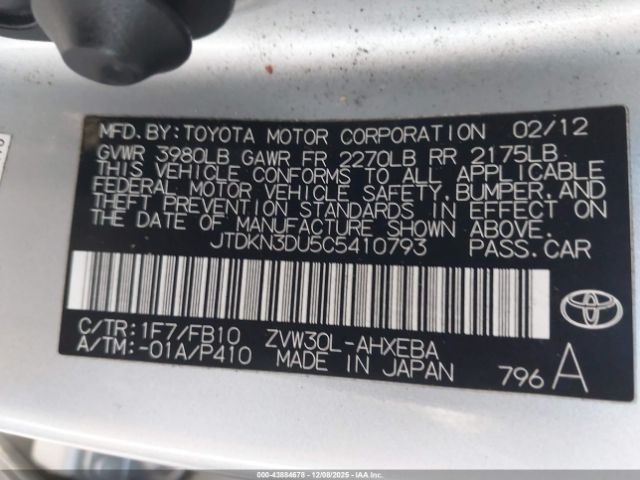 MFD. BY: TOYOTA MOTOR CORPORATION 02/12
GVWR 3980LB GAWR FR 2270LB RR 2175LB
THIS VEHICLE CONFORMS TO ALL APPLICABLE
FEDERAL MOTOR VEHICLE SAFETY, BUMPER, AND
THEFT PREVENTION STANDARDS IN EFFECT ON
THE DATE OF MANUFACTURE SHOWN ABOVE.
JTDKN3DU5C5410793 PASS. CAR
C/TR: 1F7/FB10 ZVW30L-AHXEBA
A/TM: -01A/P410 MADE IN JAPAN
796 A
000-43884678 12/08/2025 IAA Inc.